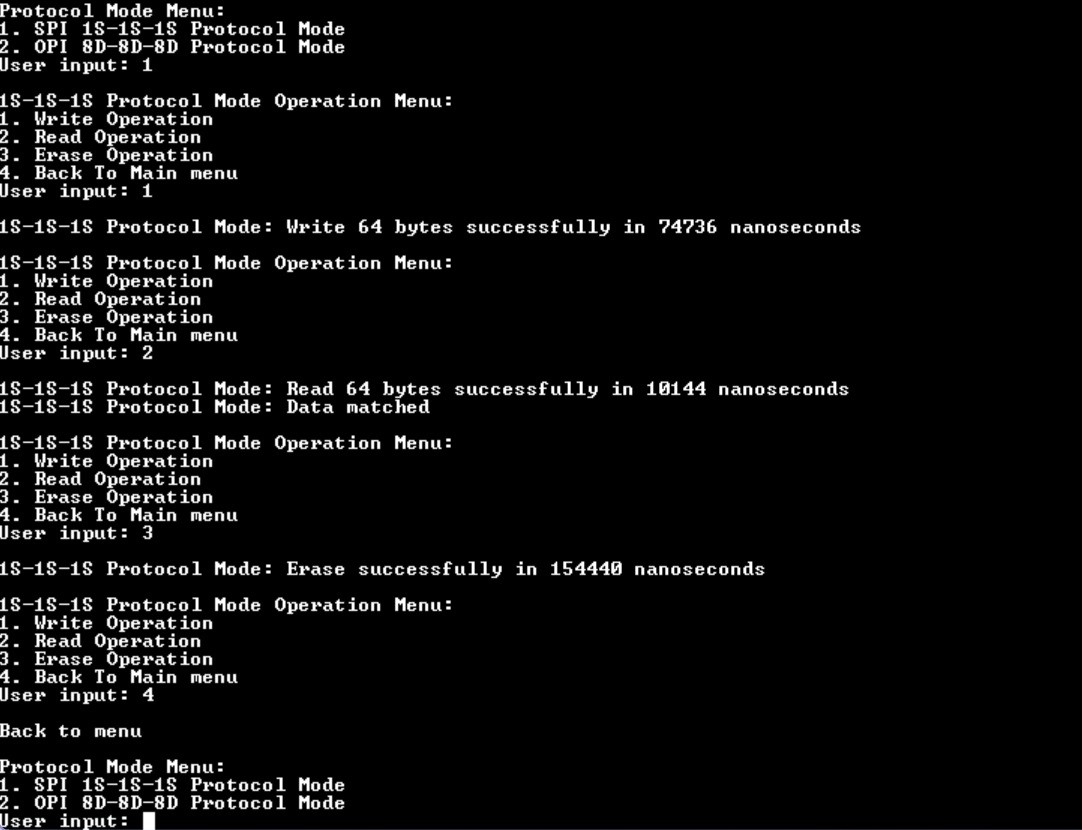 Protocol Mode Menu:
1. SPI 1S-1S-1S Protocol Mode
2. OPI 8D-8D-8D Protocol Mode
User input: 1
1S-1S-1S Protocol Mode Operation Menu:
1. Write Operation
2. Read Operation
3. Erase Operation
4. Back To Main menu
User input: 1
1S-1S-1S Protocol Mode: Write 64 bytes successfully in 74736 nanoseconds
1S-1S-1S Protocol Mode Operation Menu:
1. Write Operation
2. Read Operation
3. Erase Operation
4. Back To Main menu
User input: 2
1S-1S-1S Protocol Mode: Read 64 bytes successfully in 10144 nanoseconds
1S-1S-1S Protocol Mode: Data matched
1S-1S-1S Protocol Mode Operation Menu:
1. Write Operation
2. Read Operation
3. Erase Operation
4. Back To Main menu
User input: 3
1S-1S-1S Protocol Mode: Erase successfully in 154440 nanoseconds
1S-1S-1S Protocol Mode Operation Menu:
1. Write Operation
2. Read Operation
3. Erase Operation
4. Back To Main menu
User input: 4
Back to menu
Protocol Mode Menu:
1. SPI 1S-1S-1S Protocol Mode
2. OPI 8D-8D-8D Protocol Mode
User input: